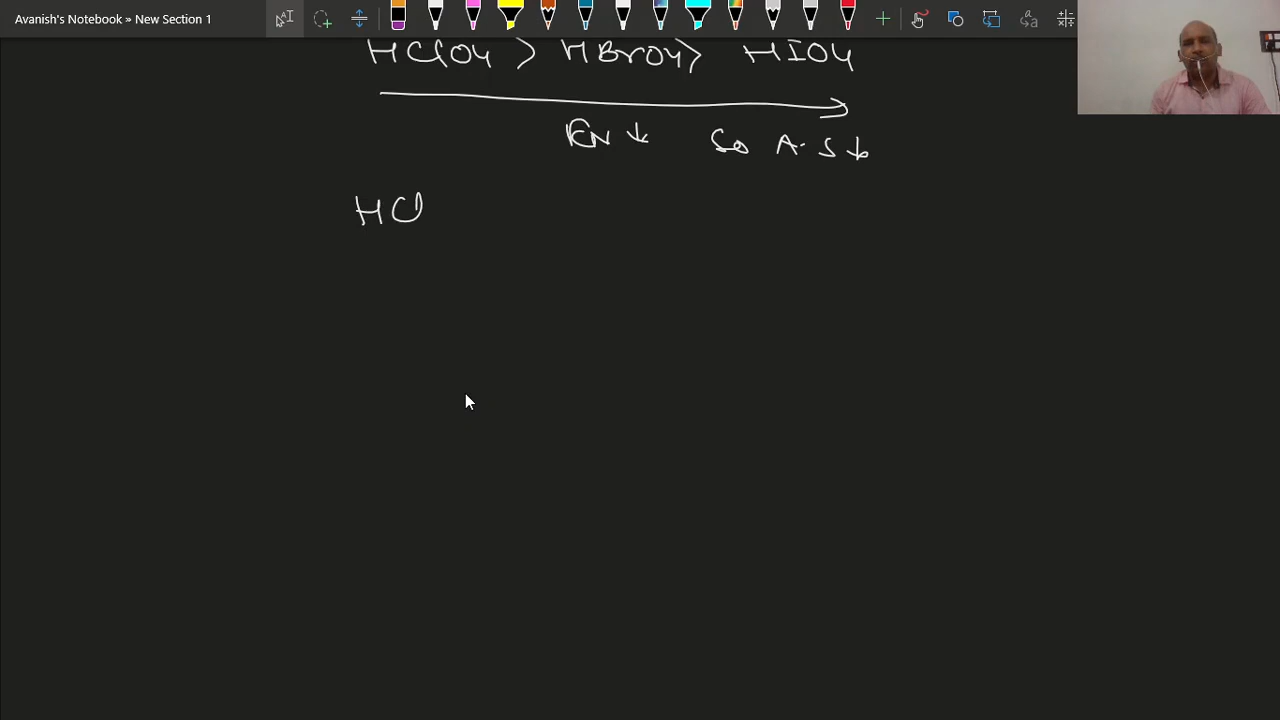 Avanish's Notebook » New Section 1
HClO4 > HBrO4 > HIO4
EN ↓ so A.S ↓
HCl